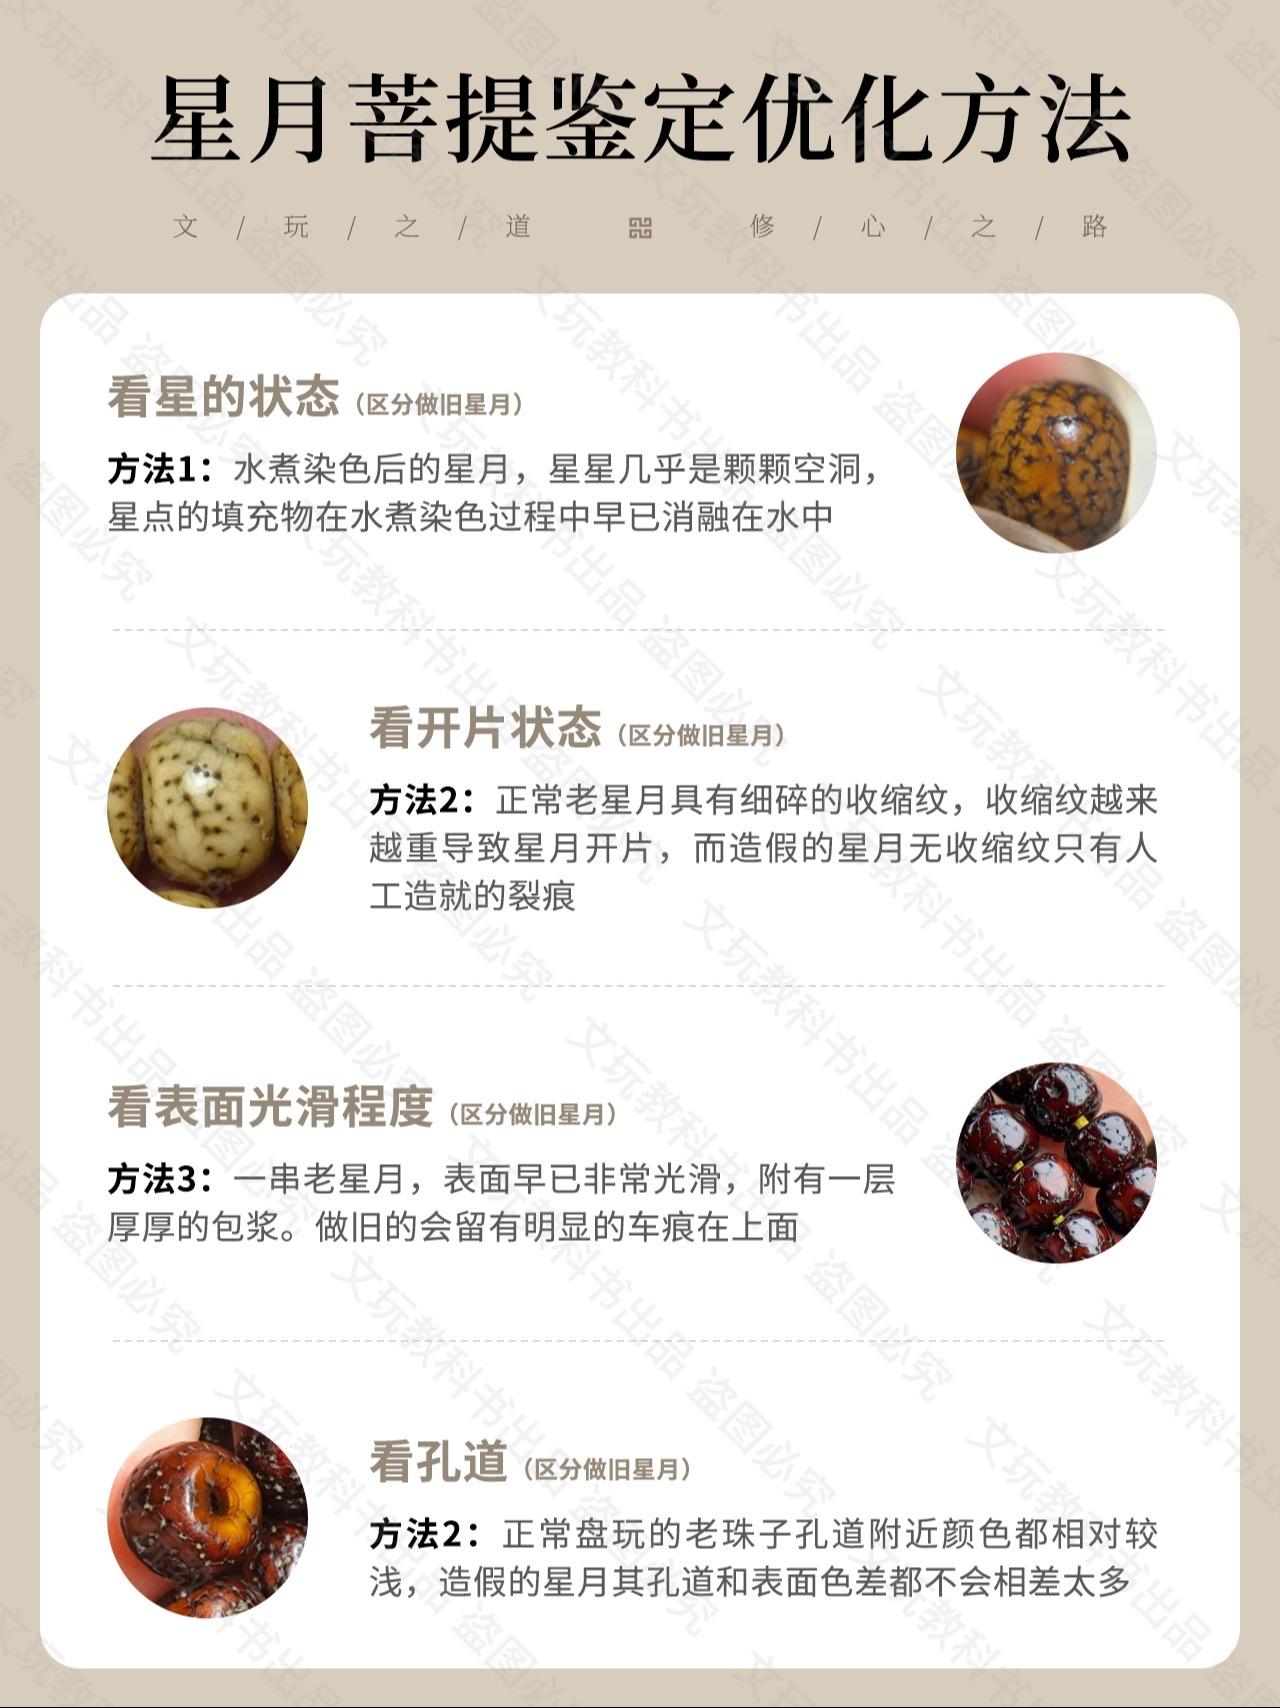 星月菩提鉴定优化方法
文 / 玩 / 之 / 道 修 / 心 / 之 / 路
看星的状态（区分做旧星月）
方法1：水煮染色后的星月，星星几乎是颗颗空洞，
星点的填充物在水煮染色过程中早已消融在水中
看开片状态（区分做旧星月）
方法2：正常老星月具有细碎的收缩纹，收缩纹越来
越重导致星月开片，而造假的星月无收缩纹只有人
工造就的裂痕
看表面光滑程度（区分做旧星月）
方法3：一串老星月，表面早已非常光滑，附有一层
厚厚的包浆。做旧的会留有明显的车痕在上面
看孔道（区分做旧星月）
方法2：正常盘玩的老珠子孔道附近颜色都相对较
浅，造假的星月其孔道和表面色差都不会相差太多
文玩教科书出品 盗图必究